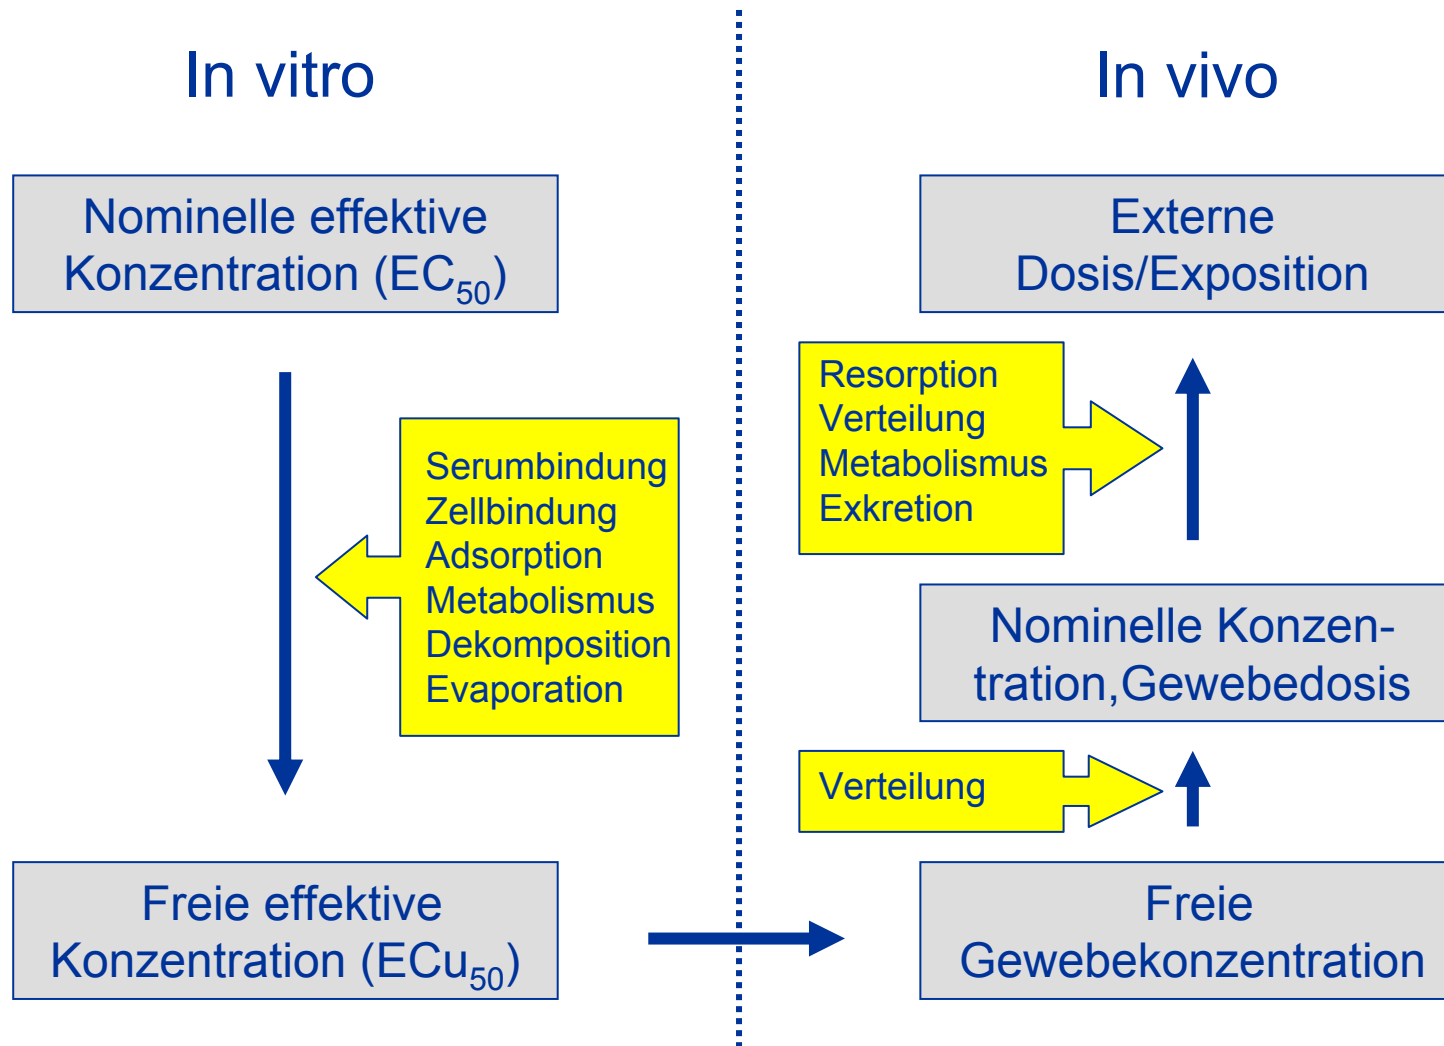 In vitro
Nominelle effektive
Konzentration (EC50)
Serumbindung
Zellbindung
Adsorption
Metabolismus
Dekomposition
Evaporation
Freie effektive
Konzentration (ECu50)
In vivo
Externe
Dosis/Exposition
Resorption
Verteilung
Metabolismus
Exkretion
Nominelle Konzen-
tration,Gewebedosis
Verteilung
Freie
Gewebekonzentration